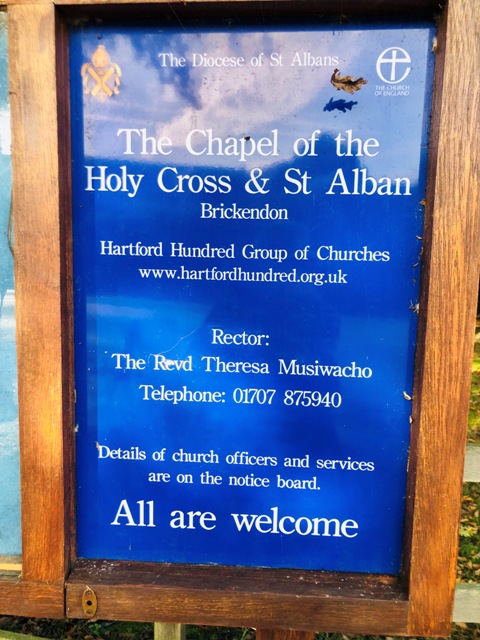 The Diocese of St Albans
THE CHURCH
OF ENGLAND
The Chapel of the
Holy Cross & St Alban
Brickendon
Hartford Hundred Group of Churches
www.hartfordhundred.org.uk
Rector:
The Revd Theresa Musiwacho
Telephone: 01707 875940
Details of church officers and services
are on the notice board.
All are welcome